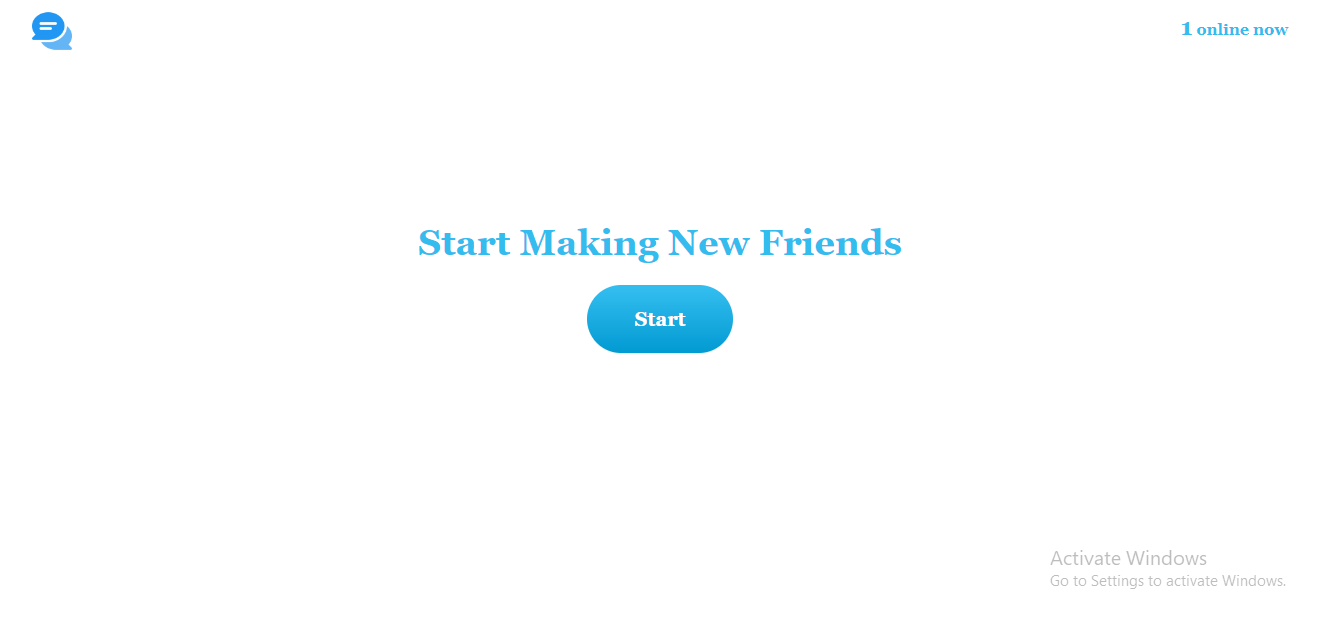 1 online now
Start Making New Friends
Start
Activate Windows
Go to Settings to activate Windows.